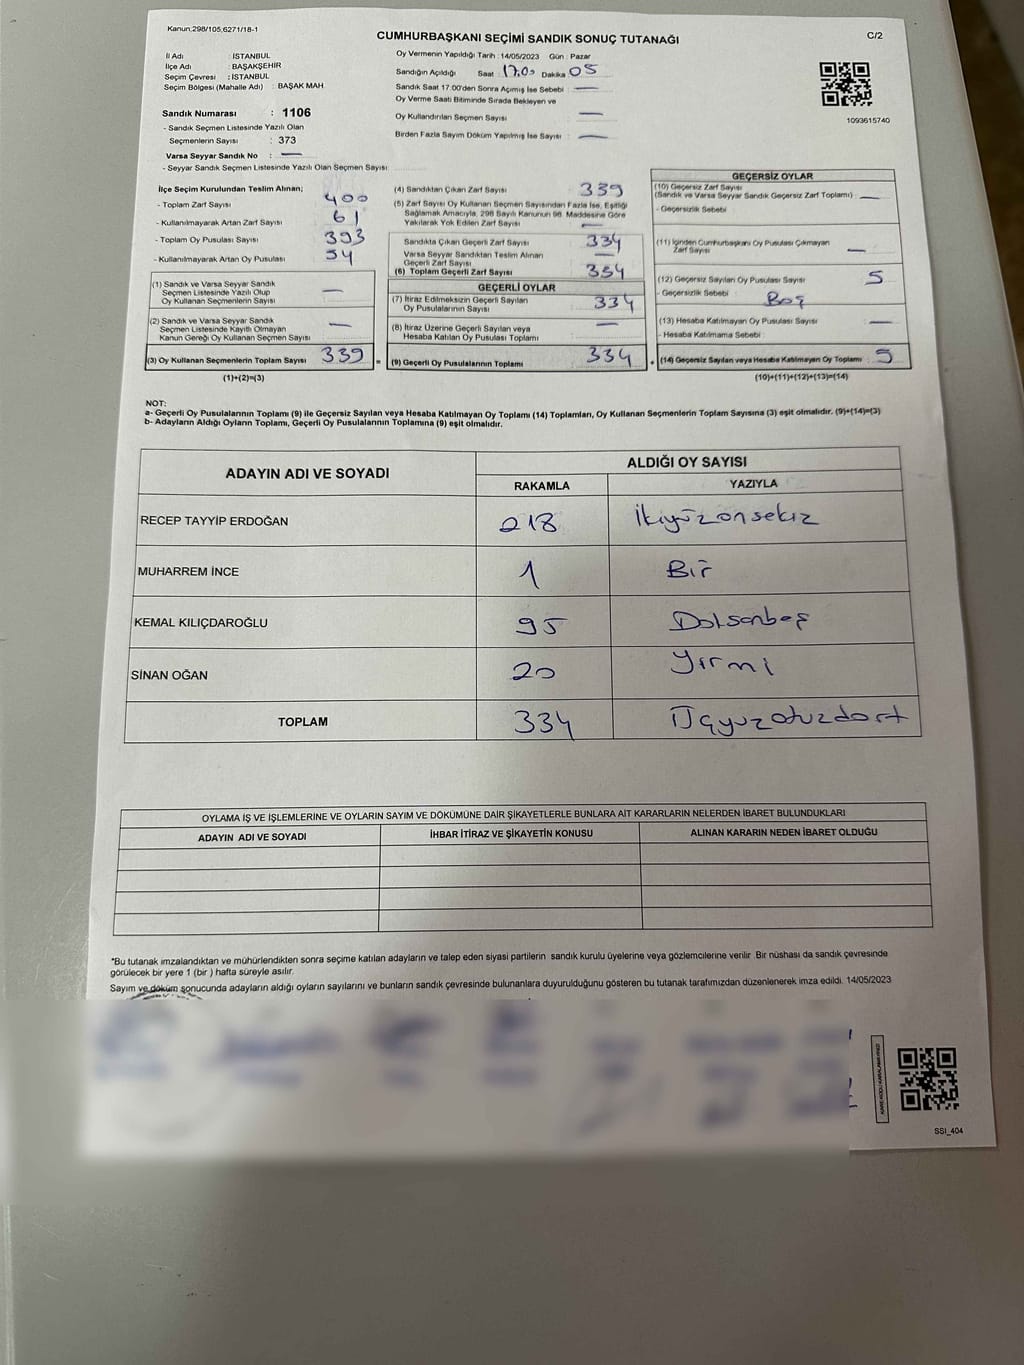 Kanun;298/105;6271/18-1
CUMHURBAŞKANI SEÇİMİ SANDIK SONUÇ TUTANAĞI
C/2
İl Adı : İSTANBUL
İlçe Adı : BAŞAKŞEHİR
Seçim Çevresi : İSTANBUL
Seçim Bölgesi (Mahalle Adı) : BAŞAK MAH.
Oy Vermenin Yapıldığı Tarih : 14/05/2023 Gün : Pazar
Sandığın Açıldığı Saat : 17.00 Dakika 05
Sandık Saat 17.00'den Sonra Açımış İse Sebebi : —
Oy Verme Saati Bitiminde Sırada Bekleyen ve
Oy Kullandırılan Seçmen Sayısı —
Birden Fazla Sayım Döküm Yapılmış İse Sayısı : —
1093615740
Sandık Numarası : 1106
- Sandık Seçmen Listesinde Yazılı Olan
Seçmenlerin Sayısı : 373
Varsa Seyyar Sandık No : —
- Seyyar Sandık Seçmen Listesinde Yazılı Olan Seçmen Sayısı:
İlçe Seçim Kurulundan Teslim Alınan;
- Toplam Zarf Sayısı : 400
- Kullanılmayarak Artan Zarf Sayısı : 61
- Toplam Oy Pusulası Sayısı : 393
- Kullanılmayarak Artan Oy Pusulası : 54
(1) Sandık ve Varsa Seyyar Sandık
Seçmen Listesinde Yazılı Olup
Oy Kullanan Seçmenlerin Sayısı —
(2) Sandık ve Varsa Seyyar Sandık
Seçmen Listesinde Kayıtlı Olmayan
Kanun Gereği Oy Kullanan Seçmen Sayısı —
(3) Oy Kullanan Seçmenlerin Toplam Sayısı 339 =
(1)+(2)=(3)
(4) Sandıktan Çıkan Zarf Sayısı 339
(5) Zarf Sayısı Oy Kullanan Seçmen Sayısından Fazla İse, Eşitliği
Sağlamak Amacıyla, 298 Sayılı Kanunun 98. Maddesine Göre
Yakılarak Yok Edilen Zarf Sayısı —
Sandıkta Çıkan Geçerli Zarf Sayısı 334
Varsa Seyyar Sandıktan Teslim Alınan
Geçerli Zarf Sayısı —
(6) Toplam Geçerli Zarf Sayısı 354
GEÇERLİ OYLAR
(7) İtiraz Edilmeksizin Geçerli Sayılan
Oy Pusulalarının Sayısı : 334
(8) İtiraz Üzerine Geçerli Sayılan veya
Hesaba Katılan Oy Pusulası Toplamı —
(9) Geçerli Oy Pusulalarının Toplamı 334 +
GEÇERSİZ OYLAR
(10) Geçersiz Zarf Sayısı
(Sandık ve Varsa Seyyar Sandık Geçersiz Zarf Toplamı) —
- Geçersizlik Sebebi :
(11) İçinden Cumhurbaşkanı Oy Pusulası Çıkmayan
Zarf Sayısı —
(12) Geçersiz Sayılan Oy Pusulası Sayısı : 5
- Geçersizlik Sebebi : Boş
(13) Hesaba Katılmayan Oy Pusulası Sayısı : —
- Hesaba Katılmama Sebebi :
(14) Geçersiz Sayılan veya Hesaba Katılmayan Oy Toplamı : 5
(10)+(11)+(12)+(13)=(14)
NOT:
a- Geçerli Oy Pusulalarının Toplamı (9) ile Geçersiz Sayılan veya Hesaba Katılmayan Oy Toplamı (14) Toplamları, Oy Kullanan Seçmenlerin Toplam Sayısına (3) eşit olmalıdır. (9)+(14)=(3)
b- Adayların Aldığı Oyların Toplamı, Geçerli Oy Pusulalarının Toplamına (9) eşit olmalıdır.
ADAYIN ADI VE SOYADI
ALDIĞI OY SAYISI
RAKAMLA YAZIYLA
RECEP TAYYİP ERDOĞAN 218 İkiyüzonsekiz
MUHARREM İNCE 1 Bir
KEMAL KILIÇDAROĞLU 95 Doksanbeş
SİNAN OĞAN 20 Yirmi
TOPLAM 334 Üçyüzotuzdört
OYLAMA İŞ VE İŞLEMLERİNE VE OYLARIN SAYIM VE DÖKÜMÜNE DAİR ŞİKAYETLERLE BUNLARA AİT KARARLARIN NELERDEN İBARET BULUNDUKLARI
ADAYIN ADI VE SOYADI İHBAR İTİRAZ VE ŞİKAYETİN KONUSU ALINAN KARARIN NEDEN İBARET OLDUĞU
*Bu tutanak imzalandıktan ve mühürlendikten sonra seçime katılan adayların ve talep eden siyasi partilerin sandık kurulu üyelerine veya gözlemcilerine verilir .Bir nüshası da sandık çevresinde
görülecek bir yere 1 (bir ) hafta süreyle asılır.
Sayım ve döküm sonucunda adayların aldığı oyların sayılarını ve bunların sandık çevresinde bulunanlara duyurulduğunu gösteren bu tutanak tarafımızdan düzenlenerek imza edildi. 14/05/2023
SSI_404